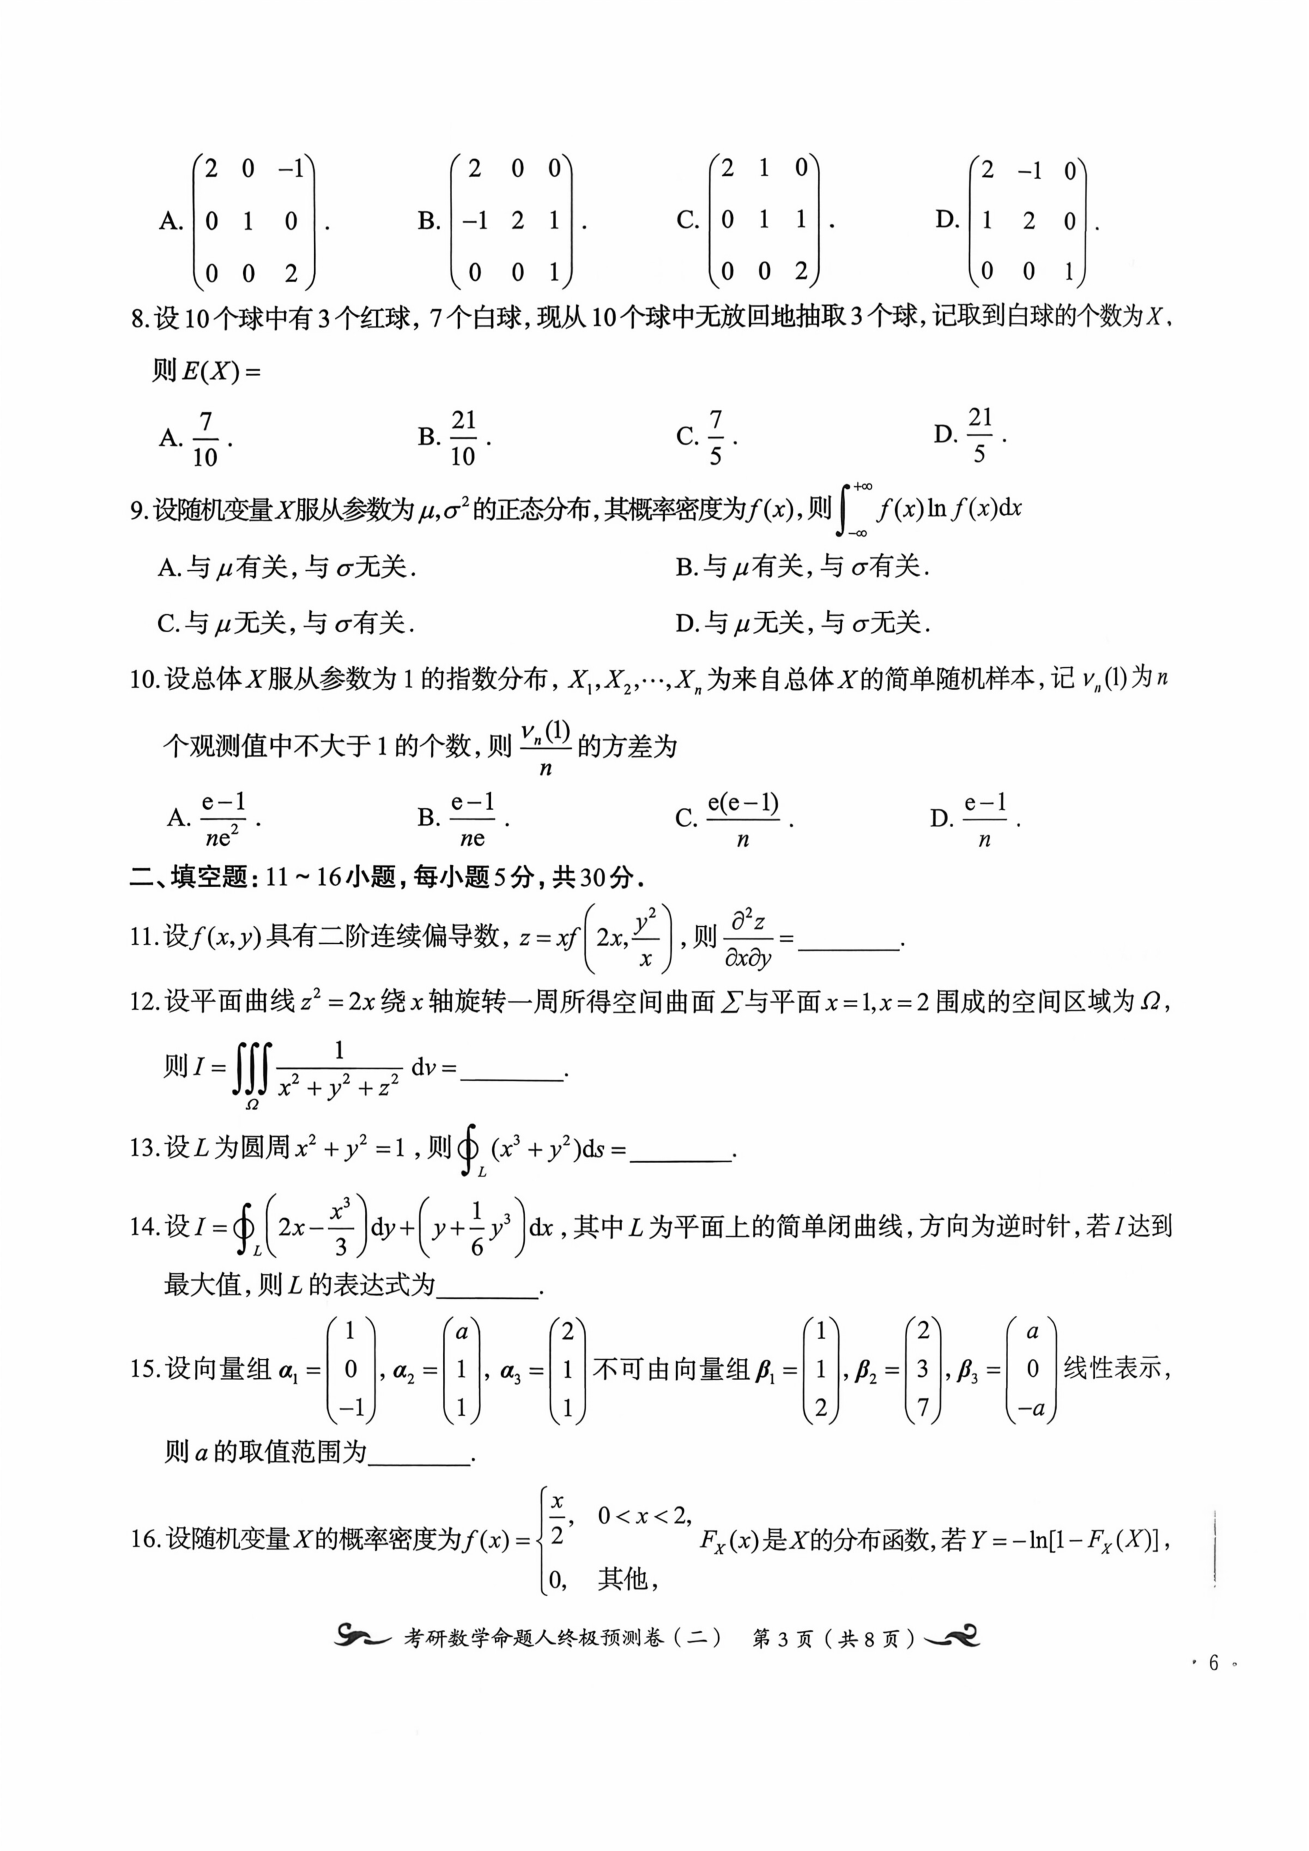 A. $\begin{pmatrix} 2 & 0 & -1 \\ 0 & 1 & 0 \\ 0 & 0 & 2 \end{pmatrix}$. B. $\begin{pmatrix} 2 & 0 & 0 \\ -1 & 2 & 1 \\ 0 & 0 & 1 \end{pmatrix}$. C. $\begin{pmatrix} 2 & 1 & 0 \\ 0 & 1 & 1 \\ 0 & 0 & 2 \end{pmatrix}$. D. $\begin{pmatrix} 2 & -1 & 0 \\ 1 & 2 & 0 \\ 0 & 0 & 1 \end{pmatrix}$.
8.设10个球中有3个红球，7个白球，现从10个球中无放回地抽取3个球，记取到白球的个数为$X$，
则$E(X)=$
A. $\frac{7}{10}$. B. $\frac{21}{10}$. C. $\frac{7}{5}$. D. $\frac{21}{5}$.
9.设随机变量$X$服从参数为$\mu,\sigma^2$的正态分布，其概率密度为$f(x)$，则$\int_{-\infty}^{+\infty} f(x)\ln f(x)\mathrm{d}x$
A.与$\mu$有关，与$\sigma$无关. B.与$\mu$有关，与$\sigma$有关.
C.与$\mu$无关，与$\sigma$有关. D.与$\mu$无关，与$\sigma$无关.
10.设总体$X$服从参数为1的指数分布，$X_1,X_2,\cdots,X_n$为来自总体$X$的简单随机样本，记$\nu_n(1)$为$n$
个观测值中不大于1的个数，则$\frac{\nu_n(1)}{n}$的方差为
A. $\frac{\mathrm{e}-1}{n\mathrm{e}^2}$. B. $\frac{\mathrm{e}-1}{n\mathrm{e}}$. C. $\frac{\mathrm{e}(\mathrm{e}-1)}{n}$. D. $\frac{\mathrm{e}-1}{n}$.
二、填空题：11～16小题，每小题5分，共30分.
11.设$f(x,y)$具有二阶连续偏导数，$z=xf\left(2x,\frac{y^2}{x}\right)$，则$\frac{\partial^2 z}{\partial x\partial y}=$________.
12.设平面曲线$z^2=2x$绕$x$轴旋转一周所得空间曲面$\Sigma$与平面$x=1,x=2$围成的空间区域为$\Omega$，
则$I=\iiint_{\Omega}\frac{1}{x^2+y^2+z^2}\mathrm{d}v=$________.
13.设$L$为圆周$x^2+y^2=1$，则$\oint_L(x^3+y^2)\mathrm{d}s=$________.
14.设$I=\oint_L\left(2x-\frac{x^3}{3}\right)\mathrm{d}y+\left(y+\frac{1}{6}y^3\right)\mathrm{d}x$，其中$L$为平面上的简单闭曲线，方向为逆时针，若$I$达到
最大值，则$L$的表达式为________.
15.设向量组$\boldsymbol{\alpha}_1=\begin{pmatrix} 1 \\ 0 \\ -1 \end{pmatrix},\boldsymbol{\alpha}_2=\begin{pmatrix} a \\ 1 \\ 1 \end{pmatrix},\boldsymbol{\alpha}_3=\begin{pmatrix} 2 \\ 1 \\ 1 \end{pmatrix}$不可由向量组$\boldsymbol{\beta}_1=\begin{pmatrix} 1 \\ 1 \\ 2 \end{pmatrix},\boldsymbol{\beta}_2=\begin{pmatrix} 2 \\ 3 \\ 7 \end{pmatrix},\boldsymbol{\beta}_3=\begin{pmatrix} a \\ 0 \\ -a \end{pmatrix}$线性表示，
则$a$的取值范围为________.
16.设随机变量$X$的概率密度为$f(x)=\begin{cases} \frac{x}{2}, & 0<x<2, \\ 0, & 其他, \end{cases}$ $F_X(x)$是$X$的分布函数，若$Y=-\ln[1-F_X(X)]$，
考研数学命题人终极预测卷（二） 第3页（共8页）
· 6 ·